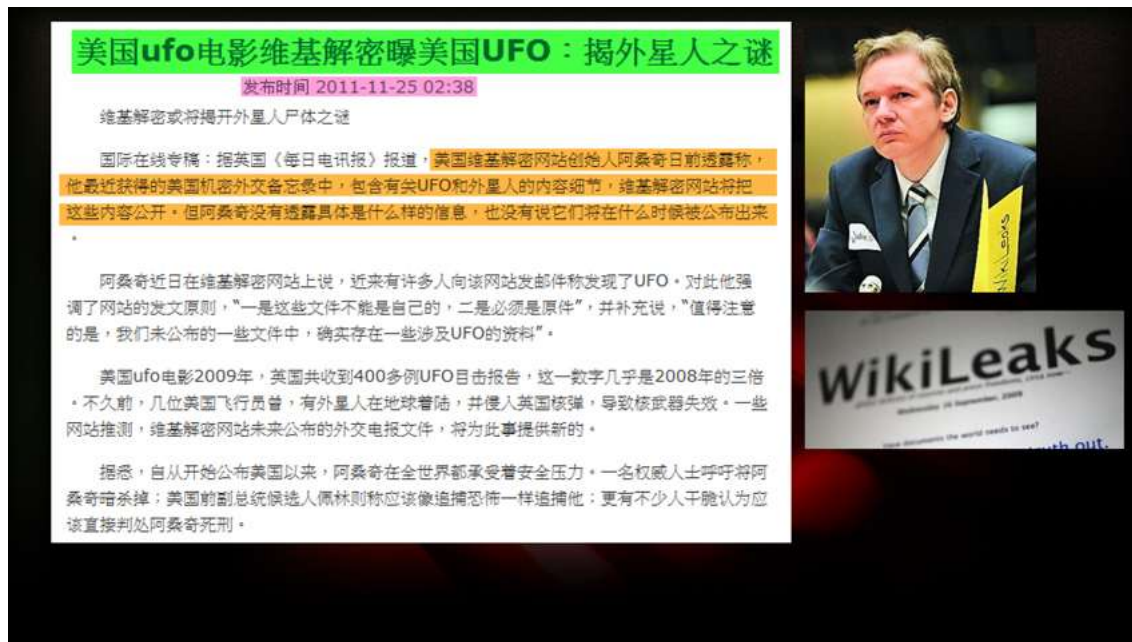 美国ufo电影维基解密曝美国UFO：揭外星人之谜
发布时间 2011-11-25 02:38
维基解密或将揭开外星人尸体之谜
国际在线专稿：据英国《每日电讯报》报道，美国维基解密网站创始人阿桑奇日前透露称，
他最近获得的美国机密外交备忘录中，包含有关UFO和外星人的内容细节，维基解密网站将把
这些内容公开。但阿桑奇没有透露具体是什么样的信息，也没有说它们将在什么时候被公布出来
。
阿桑奇近日在维基解密网站上说，近来有许多人向该网站发邮件称发现了UFO。对此他强
调了网站的发文原则，“一是这些文件不能是自己的，二是必须是原件”，并补充说，“值得注意
的是，我们未公布的一些文件中，确实存在一些涉及UFO的资料”。
美国ufo电影2009年，英国共收到400多例UFO目击报告，这一数字几乎是2008年的三倍
。不久前，几位美国飞行员曾，有外星人在地球着陆，并侵入英国核弹，导致核武器失效。一些
网站推测，维基解密网站未来公布的外交电报文件，将为此事提供新的。
据悉，自从开始公布美国以来，阿桑奇在全世界都承受着安全压力。一名权威人士呼吁将阿
桑奇暗杀掉；美国前副总统候选人佩林则称应该像追捕恐怖一样追捕他；更有不少人干脆认为应
该直接判处阿桑奇死刑。
WikiLeaks
WikiLeaks
have documents the world needs to see?
truth out.